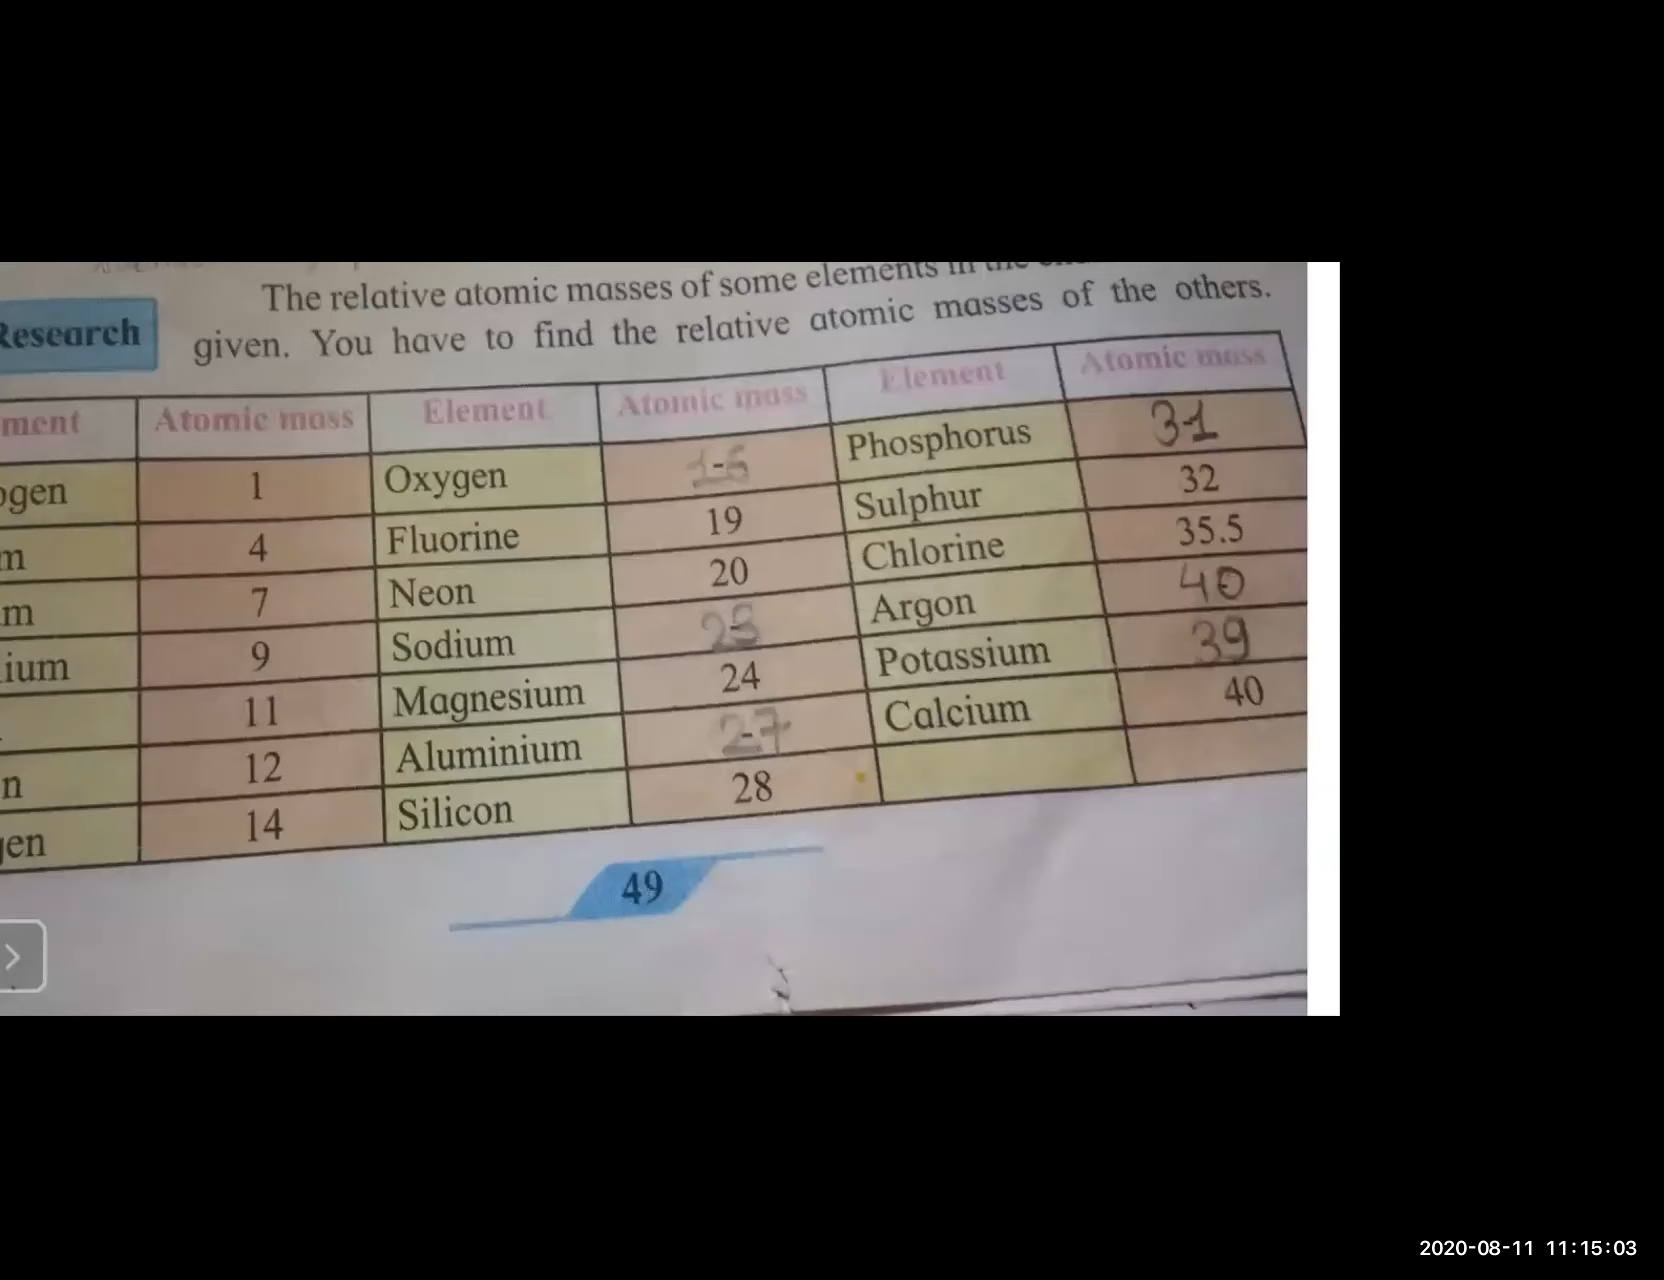 The relative atomic masses of some elements in the
Research
given. You have to find the relative atomic masses of the others.
ment Atomic mass Element Atomic mass Element Atomic mass
ogen 1 Oxygen Phosphorus 31
m 4 Fluorine 19 Sulphur 32
m 7 Neon 20 Chlorine 35.5
ium 9 Sodium 23 Argon 40
11 Magnesium 24 Potassium 39
n 12 Aluminium 27 Calcium 40
gen 14 Silicon 28
49
2020-08-11 11:15:03